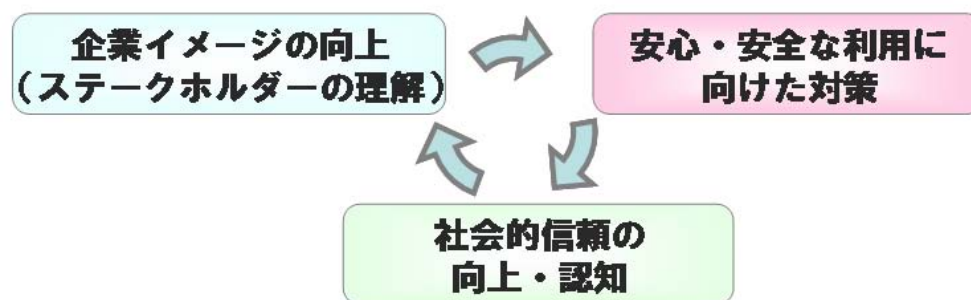 企業イメージの向上
（ステークホルダーの理解）
安心・安全な利用に
向けた対策
社会的信頼の
向上・認知